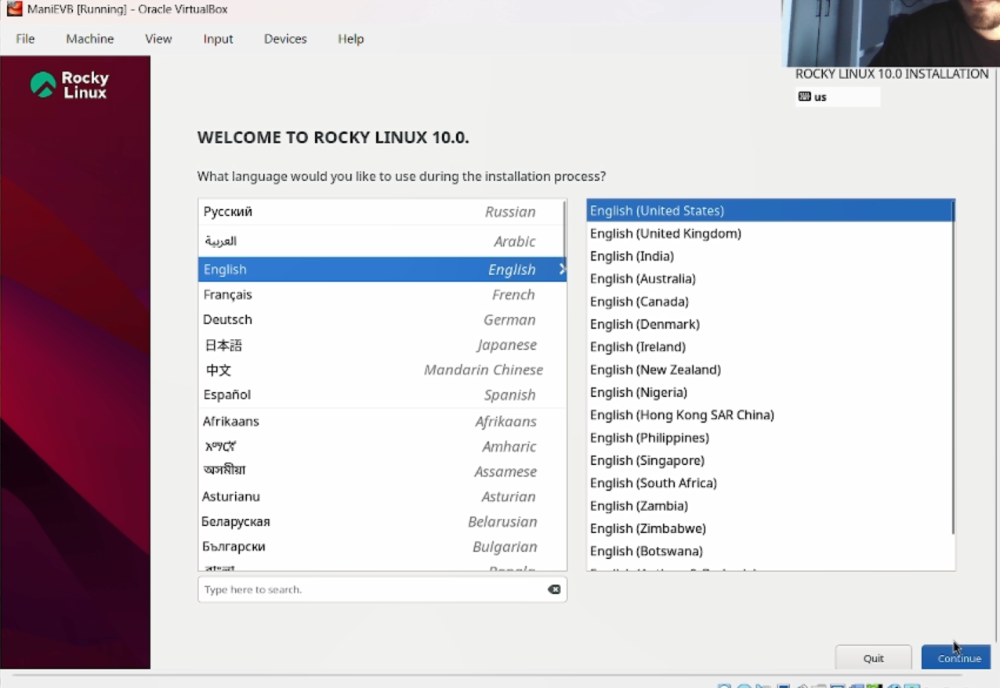 ManiEVB [Running] - Oracle VirtualBox
File Machine View Input Devices Help
Rocky
Linux
ROCKY LINUX 10.0 INSTALLATION
us
WELCOME TO ROCKY LINUX 10.0.
What language would you like to use during the installation process?
Русский Russian
العربية Arabic
English English
Français French
Deutsch German
日本語 Japanese
中文 Mandarin Chinese
Español Spanish
Afrikaans Afrikaans
አማርኛ Amharic
অসমীয়া Assamese
Asturianu Asturian
Беларуская Belarusian
Български Bulgarian
English (United States)
English (United Kingdom)
English (India)
English (Australia)
English (Canada)
English (Denmark)
English (Ireland)
English (New Zealand)
English (Nigeria)
English (Hong Kong SAR China)
English (Philippines)
English (Singapore)
English (South Africa)
English (Zambia)
English (Zimbabwe)
English (Botswana)
Type here to search.
Quit Continue